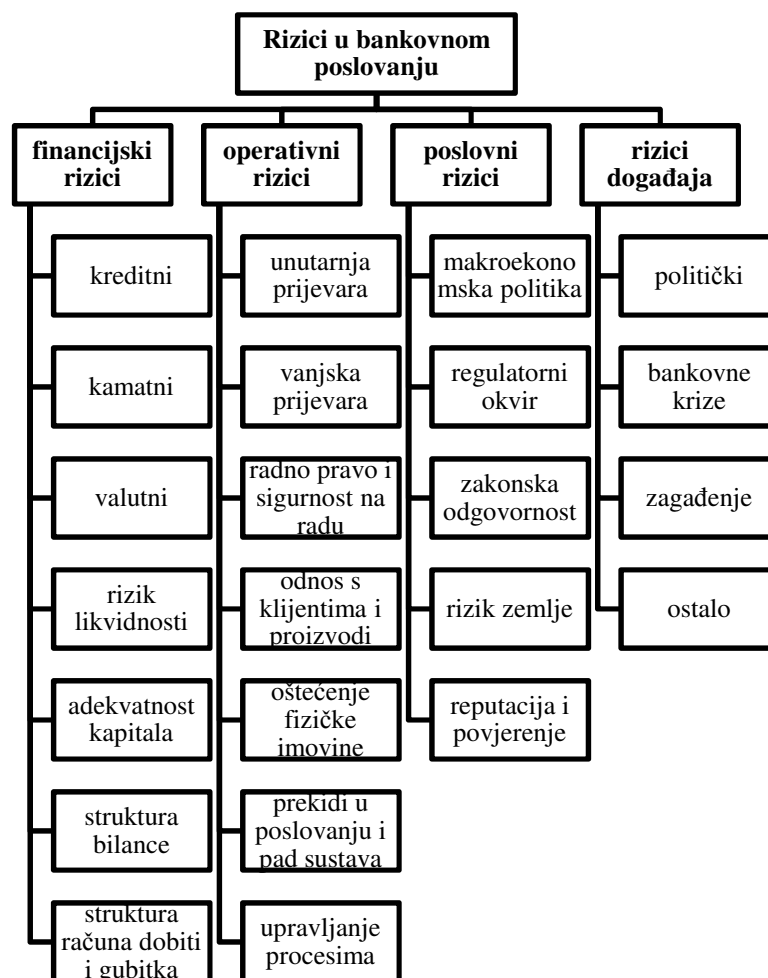 Rizici u bankovnom
poslovanju
financijski
rizici
kreditni
kamatni
valutni
rizik
likvidnosti
adekvatnost
kapitala
struktura
bilance
struktura
računa dobiti
i gubitka
operativni
rizici
unutarnja
prijevara
vanjska
prijevara
radno pravo i
sigurnost na
radu
odnos s
klijentima i
proizvodi
oštećenje
fizičke
imovine
prekidi u
poslovanju i
pad sustava
upravljanje
procesima
poslovni
rizici
makroekono
mska politika
regulatorni
okvir
zakonska
odgovornost
rizik zemlje
reputacija i
povjerenje
rizici
događaja
politički
bankovne
krize
zagađenje
ostalo